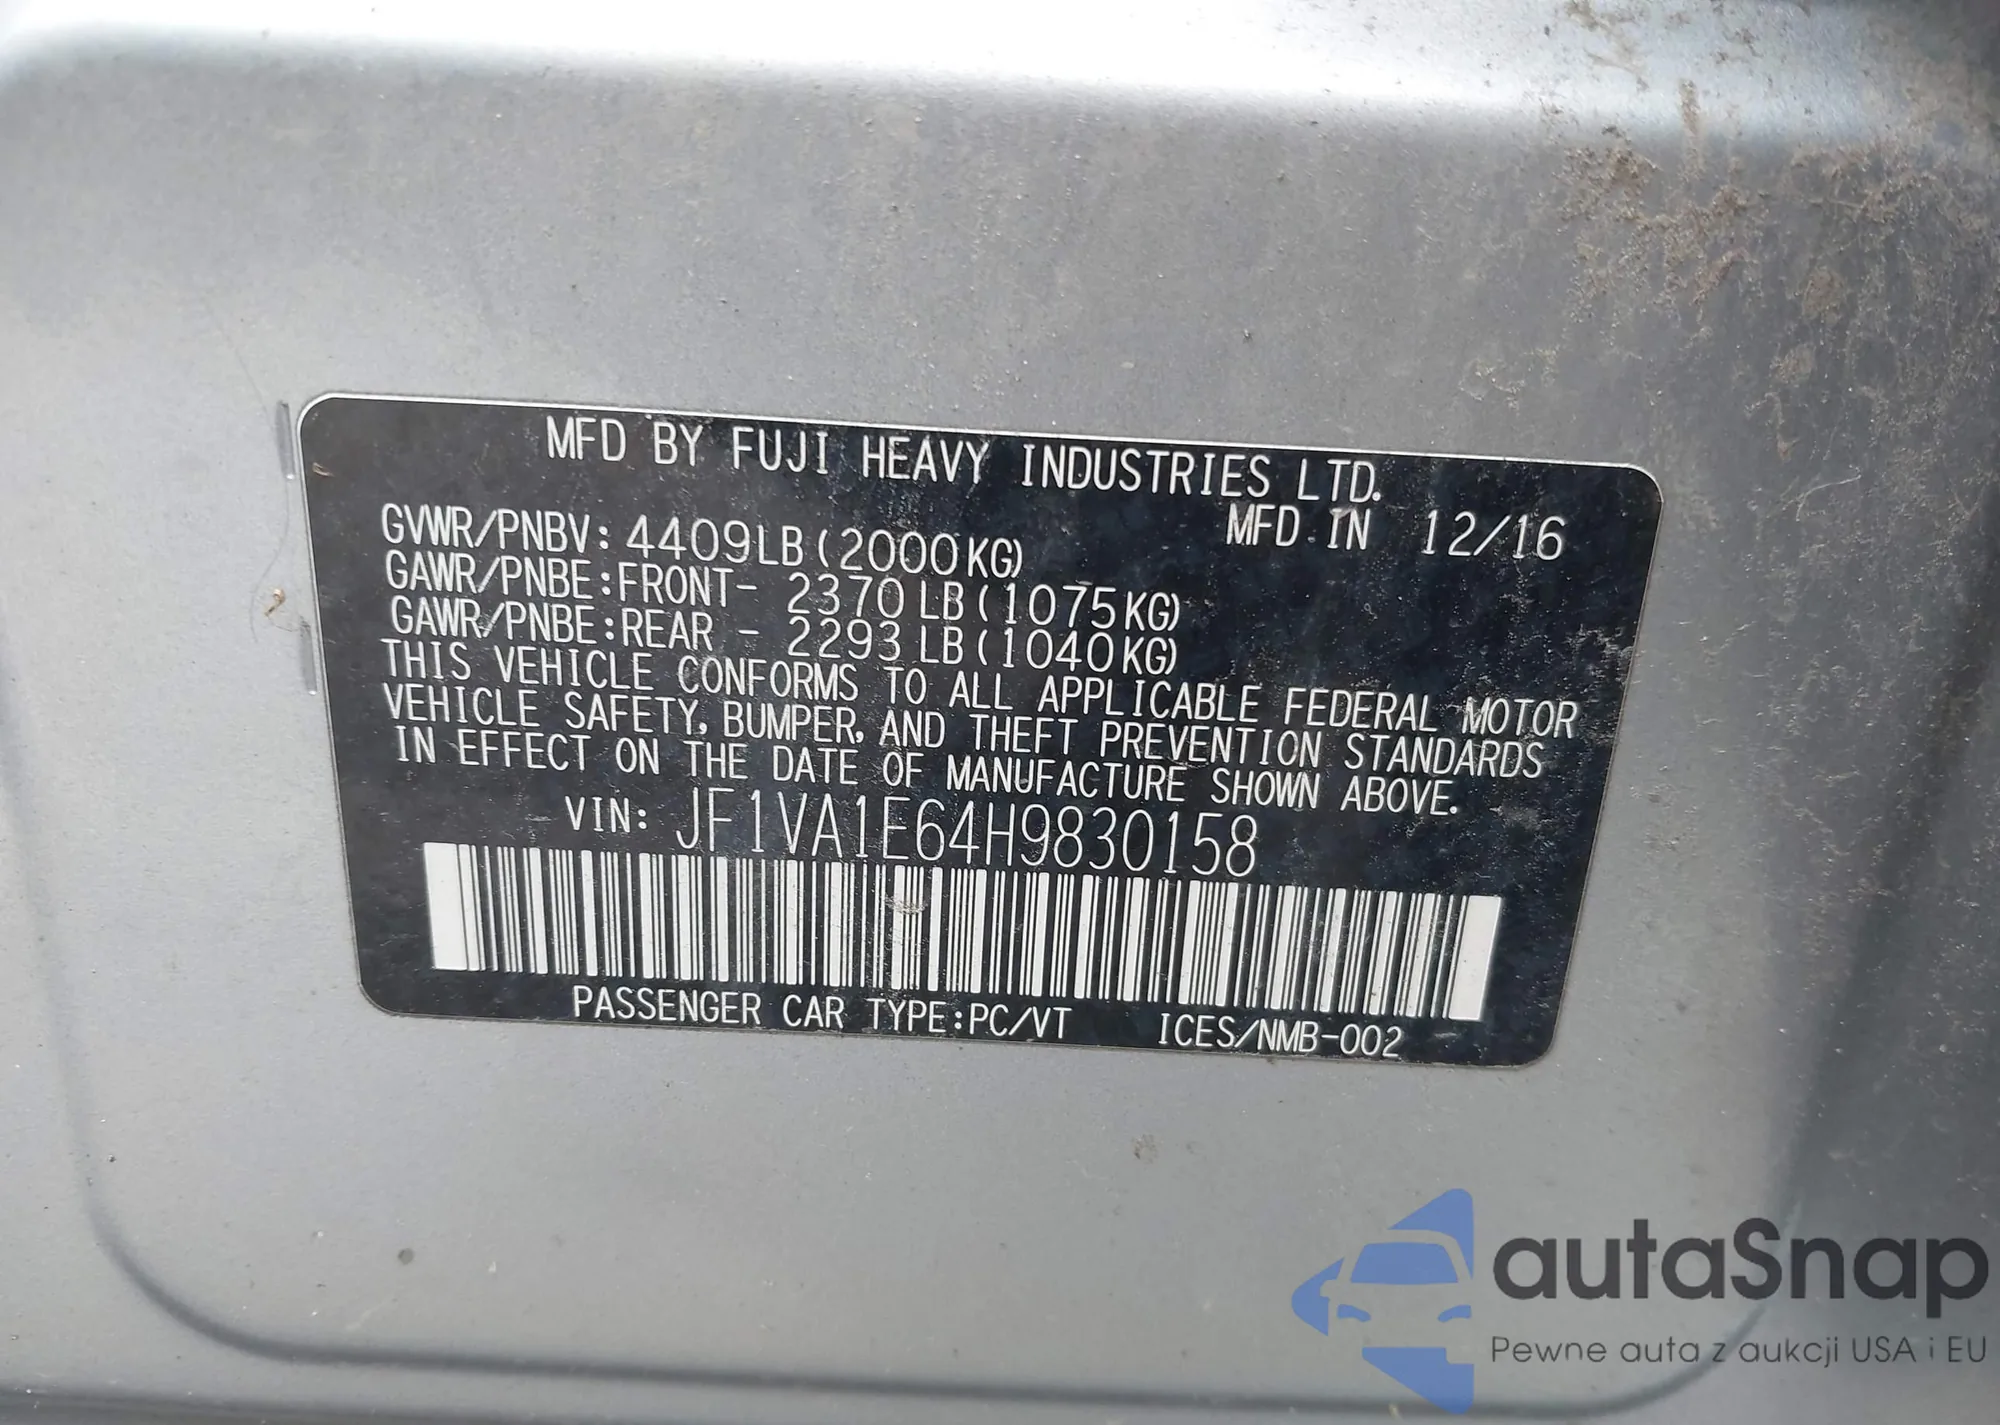 MFD BY FUJI HEAVY INDUSTRIES LTD.
MFD IN 12/16
GVWR/PNBV: 4409LB(2000KG)
GAWR/PNBE:FRONT- 2370LB(1075KG)
GAWR/PNBE:REAR - 2293LB(1040KG)
THIS VEHICLE CONFORMS TO ALL APPLICABLE FEDERAL MOTOR
VEHICLE SAFETY, BUMPER, AND THEFT PREVENTION STANDARDS
IN EFFECT ON THE DATE OF MANUFACTURE SHOWN ABOVE.
VIN: JF1VA1E64H9830158
PASSENGER CAR TYPE:PC/VT ICES/NMB-002
autaSnap
Pewne auta z aukcji USA i EU